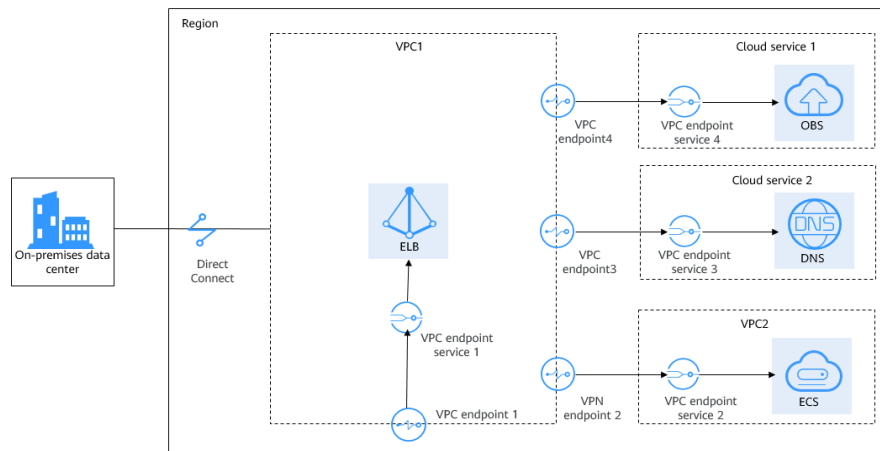 Region
VPC1
Cloud service 1
VPC
endpoint4
VPC endpoint
service 4
OBS
Cloud service 2
On-premises data
center
Direct
Connect
ELB
VPC
endpoint3
VPC endpoint
service 3
DNS
DNS
VPC endpoint
service 1
VPC2
VPC endpoint 1
VPN
endpoint 2
VPC endpoint
service 2
ECS